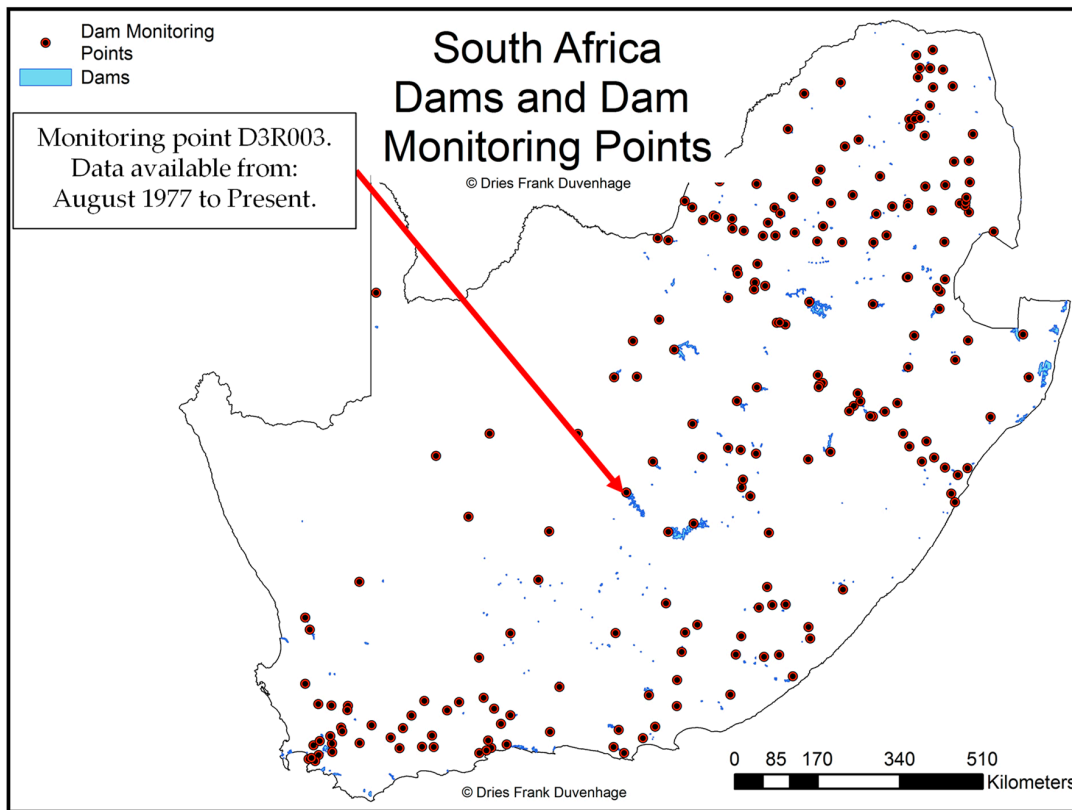 Dam Monitoring
Points
Dams
South Africa
Dams and Dam
Monitoring Points
© Dries Frank Duvenhage
Monitoring point D3R003.
Data available from:
August 1977 to Present.
0 85 170 340 510
Kilometers
© Dries Frank Duvenhage